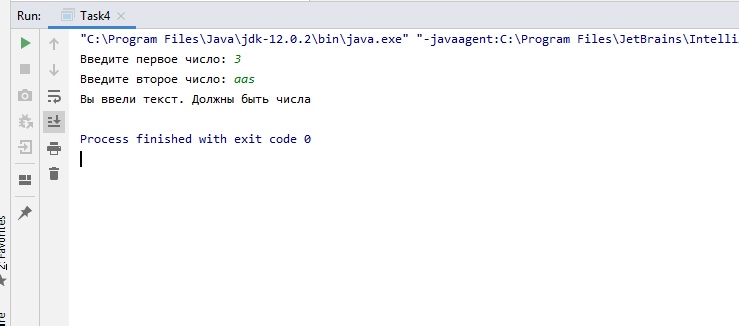 Run: Task4
"C:\Program Files\Java\jdk-12.0.2\bin\java.exe" "-javaagent:C:\Program Files\JetBrains\Intelli
Введите первое число: 3
Введите второе число: aas
Вы ввели текст. Должны быть числа
Process finished with exit code 0
2: Favorites